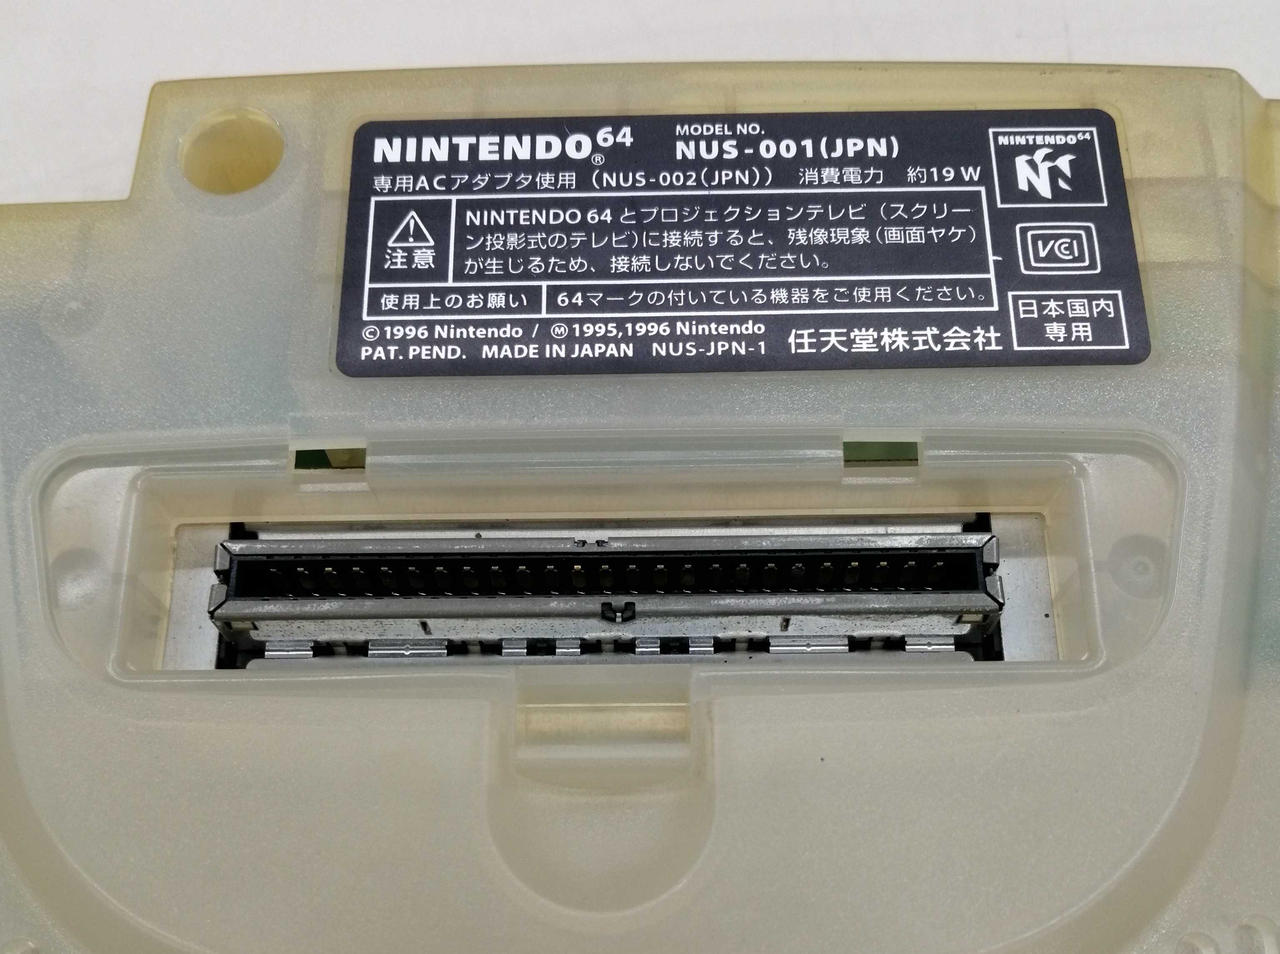 NINTENDO64®
MODEL NO.
NUS-001(JPN)
専用ACアダプタ使用 (NUS-002(JPN)) 消費電力 約19W
NINTENDO64
注意
NINTENDO 64 とプロジェクションテレビ(スクリー
ン投影式のテレビ)に接続すると、残像現象(画面ヤケ)
が生じるため、接続しないでください。
VCCI
使用上のお願い
64マークの付いている機器をご使用ください。
日本国内
専用
© 1996 Nintendo / Ⓜ 1995,1996 Nintendo
PAT. PEND. MADE IN JAPAN NUS-JPN-1
任天堂株式会社